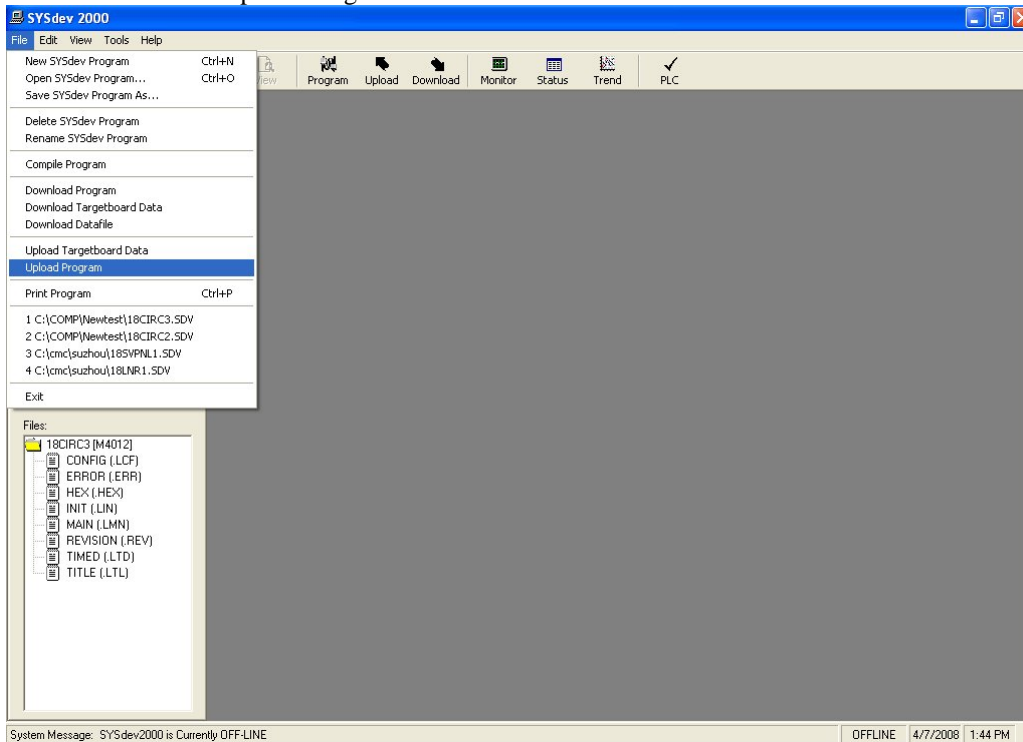 SYSdev 2000
File Edit View Tools Help
View Program Upload Download Monitor Status Trend PLC
New SYSdev Program Ctrl+N
Open SYSdev Program... Ctrl+O
Save SYSdev Program As...
Delete SYSdev Program
Rename SYSdev Program
Compile Program
Download Program
Download Targetboard Data
Download Datafile
Upload Targetboard Data
Upload Program
Print Program Ctrl+P
1 C:\COMP\Newtest\18CIRC3.SDV
2 C:\COMP\Newtest\18CIRC2.SDV
3 C:\cmc\suzhou\18SVPNL1.SDV
4 C:\cmc\suzhou\18LNR1.SDV
Exit
Files:
18CIRC3 [M4012]
CONFIG (.LCF)
ERROR (.ERR)
HEX (.HEX)
INIT (.LIN)
MAIN (.LMN)
REVISION (.REV)
TIMED (.LTD)
TITLE (.LTL)
System Message: SYSdev2000 is Currently OFF-LINE OFFLINE 4/7/2008 1:44 PM